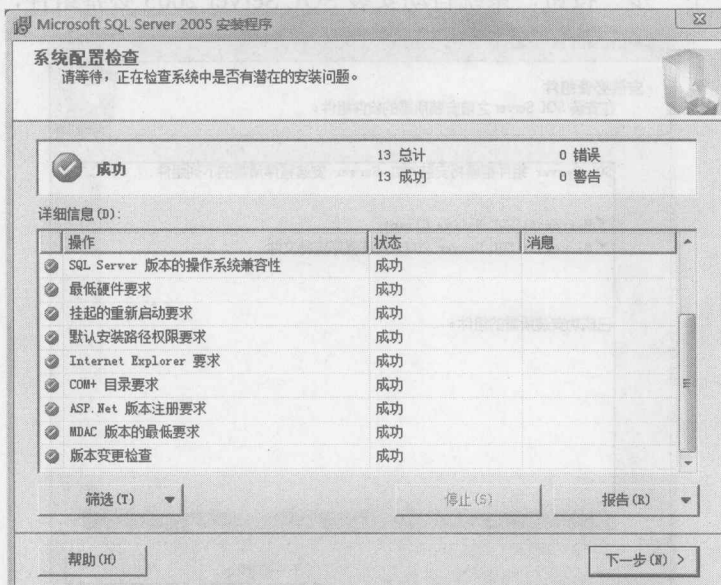 Microsoft SQL Server 2005 安装程序
系统配置检查
请等待，正在检查系统中是否有潜在的安装问题。
成功
13 总计
0 错误
13 成功
0 警告
详细信息(D):
操作 状态 消息
SQL Server 版本的操作系统兼容性 成功
最低硬件要求 成功
挂起的重新启动要求 成功
默认安装路径权限要求 成功
Internet Explorer 要求 成功
COM+ 目录要求 成功
ASP.Net 版本注册要求 成功
MDAC 版本的最低要求 成功
版本变更检查 成功
筛选(T)
停止(S)
报告(R)
帮助(H)
下一步(N) >